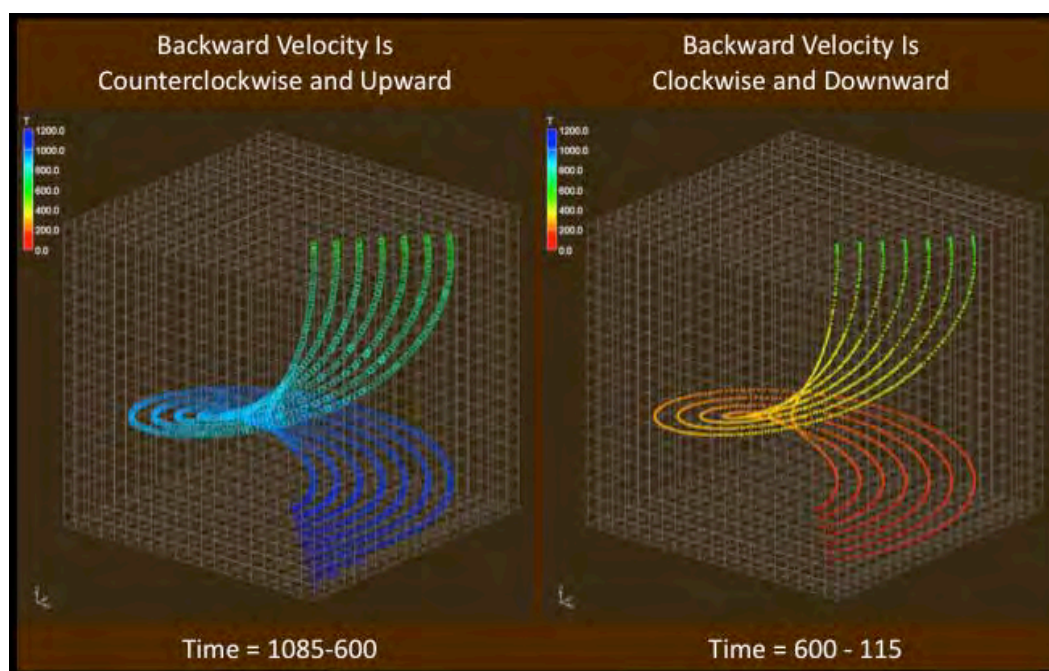 Backward Velocity Is
Counterclockwise and Upward
Backward Velocity Is
Clockwise and Downward
T
1200.0
1000.0
800.0
600.0
400.0
200.0
0.0
T
1200.0
1000.0
800.0
600.0
400.0
200.0
0.0
Time = 1085-600
Time = 600 - 115